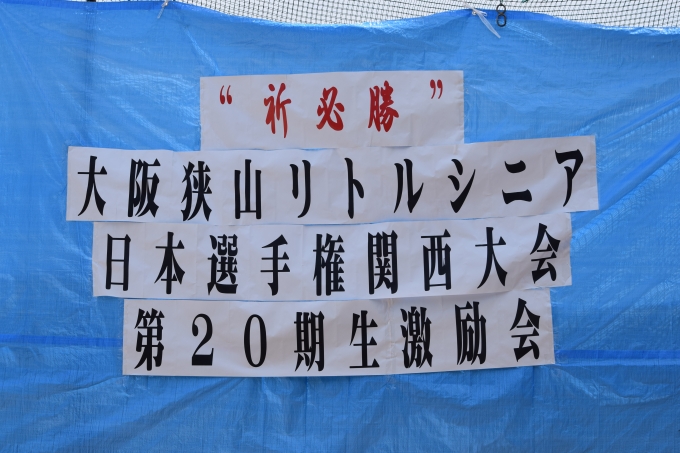 “祈必勝”
大阪狭山リトルシニア
日本選手権関西大会
第20期生激励会